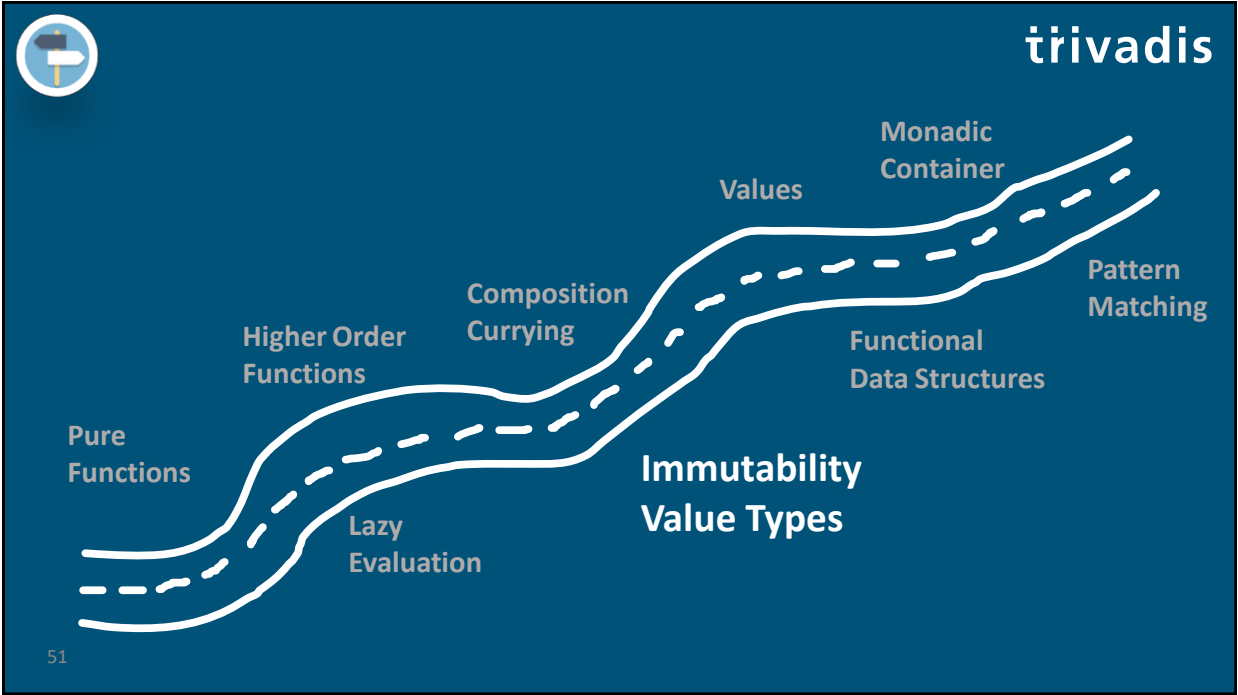 trivadis
Monadic
Container
Values
Pattern
Matching
Composition
Currying
Higher Order
Functions
Functional
Data Structures
Pure
Functions
Immutability
Value Types
Lazy
Evaluation
51